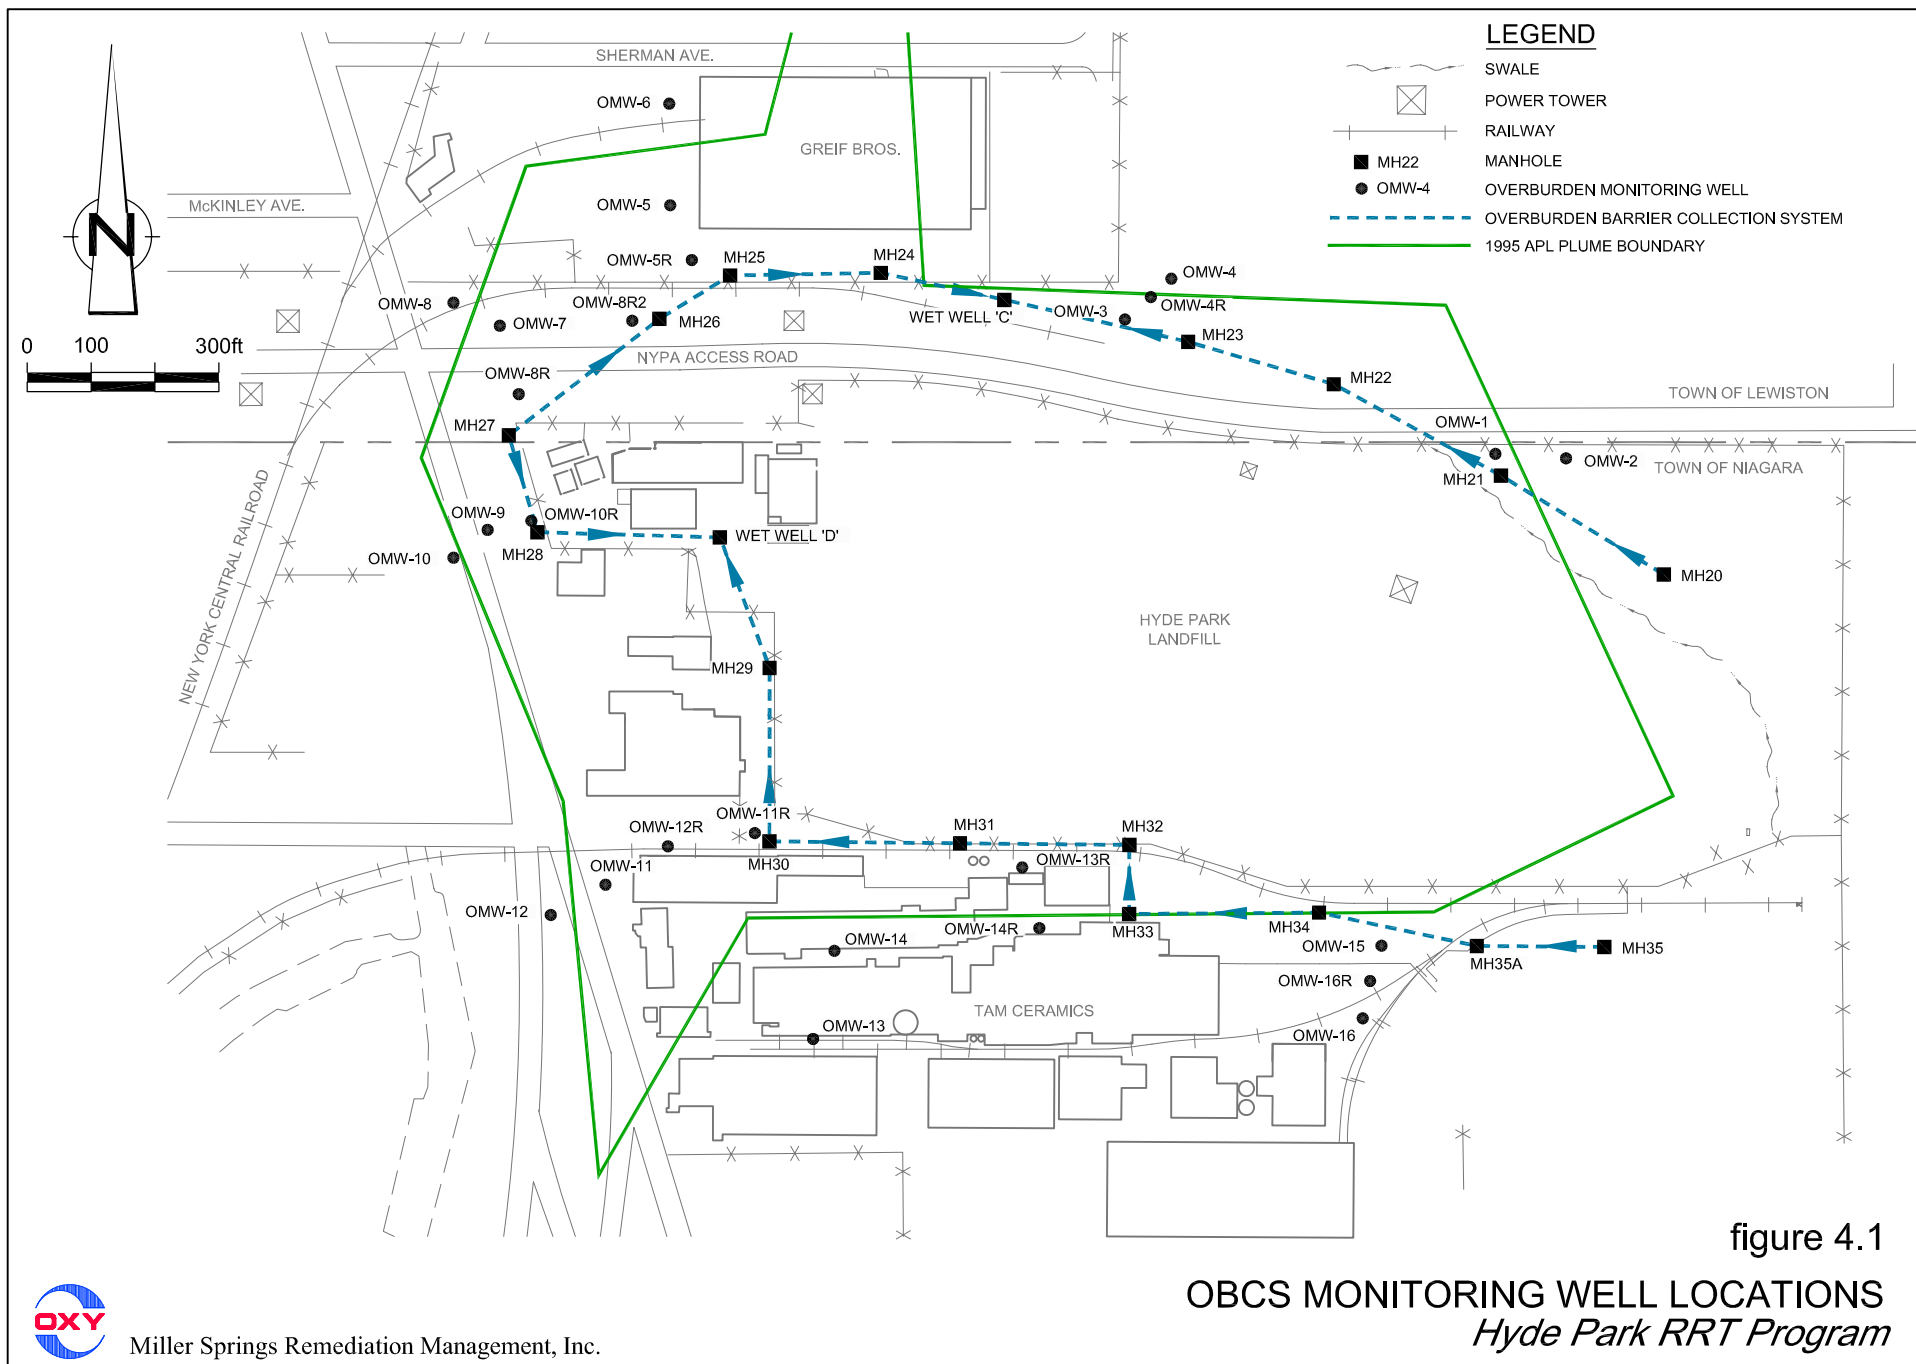 LEGEND
SWALE
POWER TOWER
RAILWAY
MH22 MANHOLE
OMW-4 OVERBURDEN MONITORING WELL
OVERBURDEN BARRIER COLLECTION SYSTEM
1995 APL PLUME BOUNDARY
SHERMAN AVE.
OMW-6
GREIF BROS.
McKINLEY AVE.
OMW-5
N
OMW-5R
MH25
MH24
OMW-4
OMW-8
OMW-8R2
OMW-4R
OMW-7
MH26
WET WELL 'C'
OMW-3
MH23
0 100 300ft
NYPA ACCESS ROAD
MH22
OMW-8R
TOWN OF LEWISTON
MH27
OMW-1
OMW-2
TOWN OF NIAGARA
MH21
NEW YORK CENTRAL RAILROAD
OMW-9
OMW-10R
WET WELL 'D'
MH28
OMW-10
MH20
HYDE PARK
LANDFILL
MH29
OMW-11R
OMW-12R
MH31
MH32
MH30
OMW-13R
OMW-11
OMW-12
OMW-14R
MH33
MH34
OMW-14
OMW-15
MH35A
MH35
OMW-16R
TAM CERAMICS
OMW-13
OMW-16
figure 4.1
OBCS MONITORING WELL LOCATIONS
Hyde Park RRT Program
OXY
Miller Springs Remediation Management, Inc.